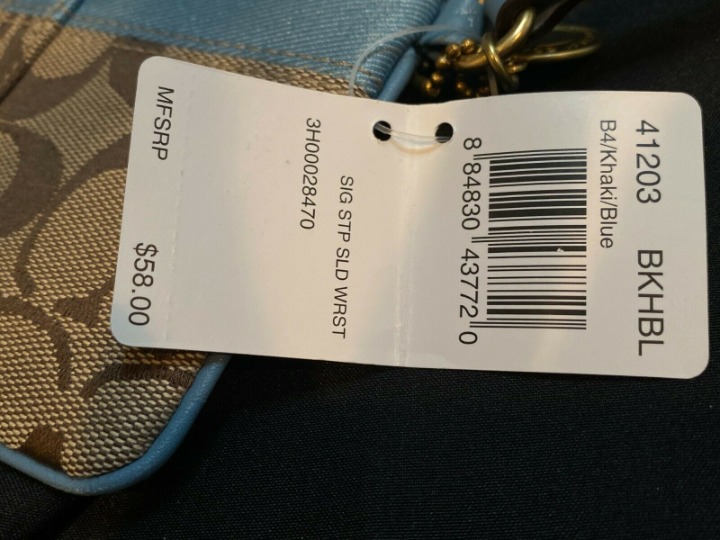 41203 BKHBL
B4/Khaki/Blue
8 84830 43772 0
SIG STP SLD WRST
3H00028470
MFSRP $58.00